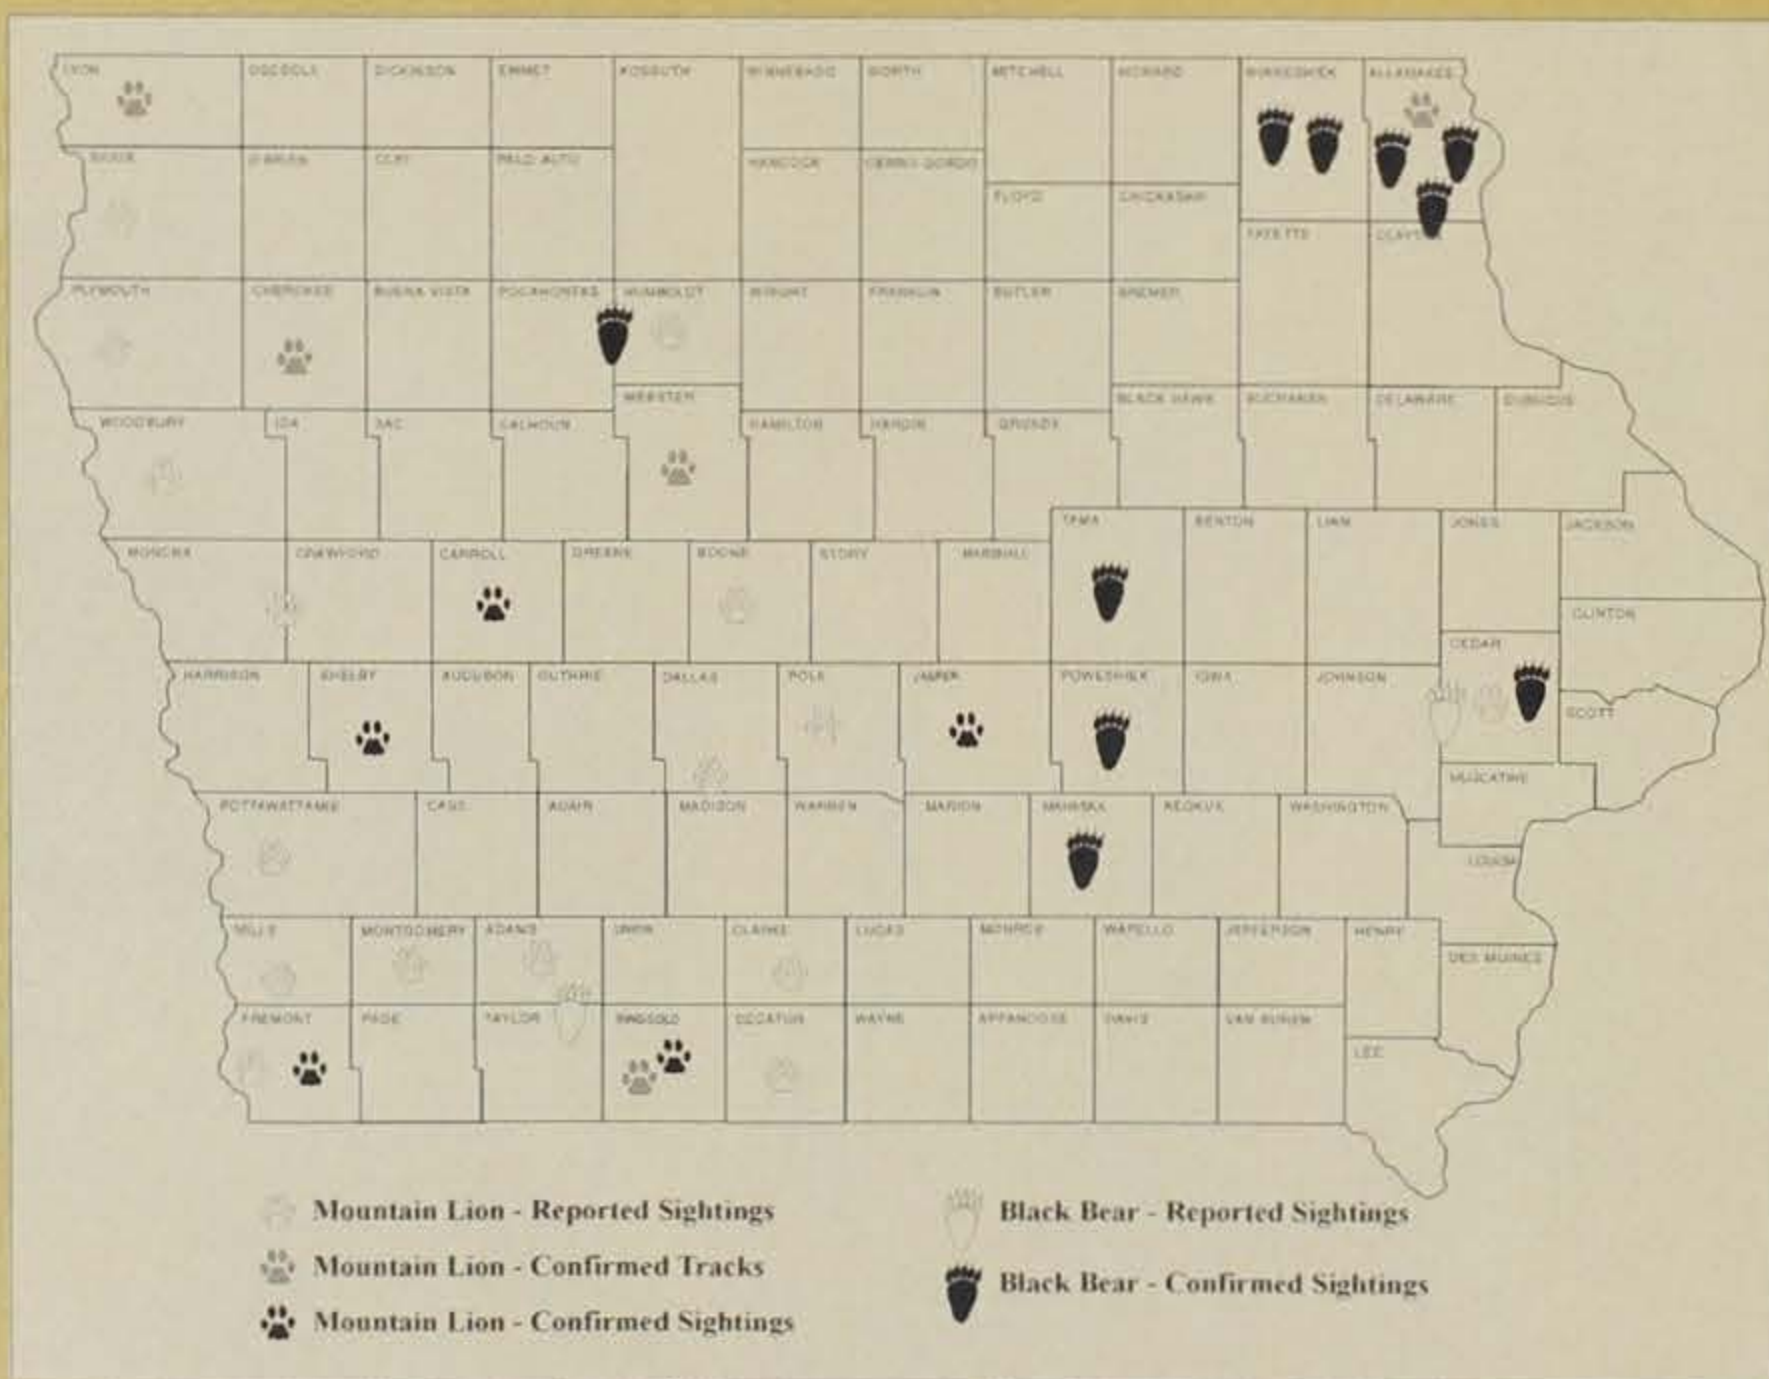 LYON OSCEOLA DICKINSON EMMET KOSSUTH WINNEBAGO WORTH MITCHELL HOWARD WINNESHIEK ALLAMAKEE
SIOUX O'BRIEN CLAY PALO ALTO HANCOCK CERRO GORDO
FLOYD CHICKASAW
FAYETTE CLAYTON
PLYMOUTH CHEROKEE BUENA VISTA POCAHONTAS HUMBOLDT WRIGHT FRANKLIN BUTLER BREMER
WEBSTER BLACK HAWK BUCHANAN DELAWARE DUBUQUE
WOODBURY IDA SAC CALHOUN HAMILTON HARDIN GRUNDY
TAMA BENTON LINN JONES JACKSON
MONONA CRAWFORD CARROLL GREENE BOONE STORY MARSHALL
CLINTON
CEDAR
HARRISON SHELBY AUDUBON GUTHRIE DALLAS POLK JASPER POWESHIEK IOWA JOHNSON
SCOTT
MUSCATINE
POTTAWATTAMIE CASS ADAIR MADISON WARREN MARION MAHASKA KEOKUK WASHINGTON
LOUISA
MILLS MONTGOMERY ADAMS UNION CLARKE LUCAS MONROE WAPELLO JEFFERSON HENRY
DES MOINES
FREMONT PAGE TAYLOR RINGGOLD DECATUR WAYNE APPANOOSE DAVIS VAN BUREN
LEE
Mountain Lion - Reported Sightings
Mountain Lion - Confirmed Tracks
Mountain Lion - Confirmed Sightings
Black Bear - Reported Sightings
Black Bear - Confirmed Sightings